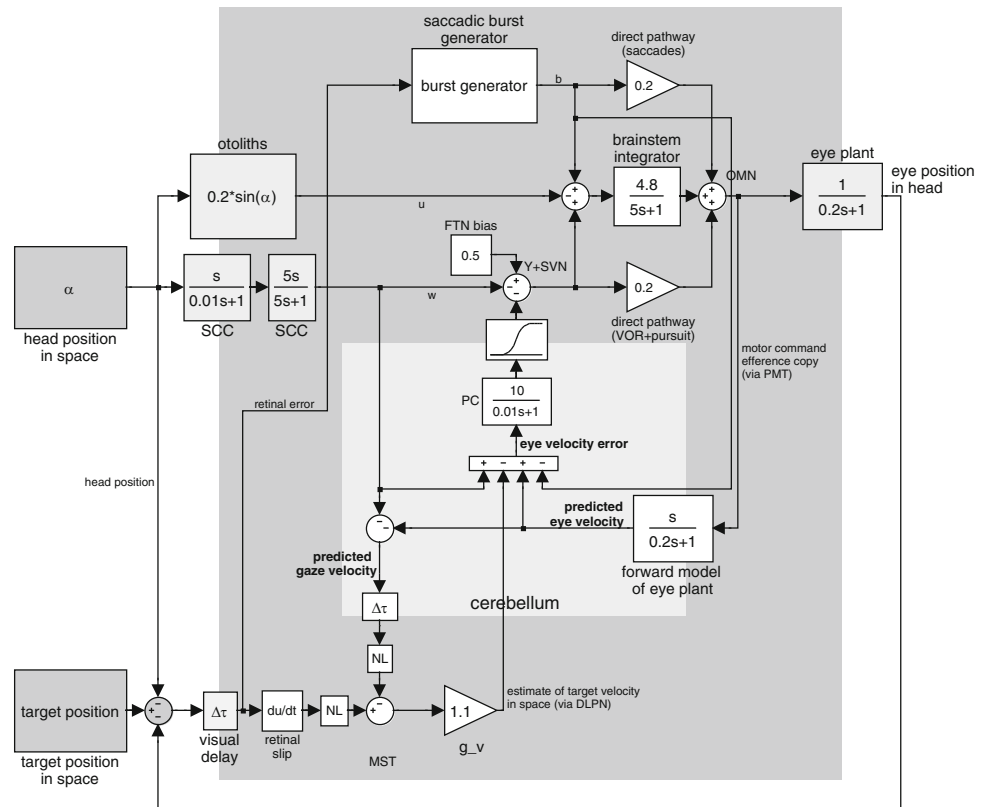 saccadic burst
generator
burst generator
b
direct pathway
(saccades)
0.2
otoliths
0.2*sin(α)
u
brainstem
integrator
4.8
5s+1
+
-
+
+
+
+
OMN
eye plant
1
0.2s+1
eye position
in head
FTN bias
0.5
Y+SVN
+
-
-
α
head position
in space
s
0.01s+1
SCC
5s
5s+1
SCC
w
0.2
direct pathway
(VOR+pursuit)
motor command
efference copy
(via PMT)
retinal error
PC
10
0.01s+1
eye velocity error
+ - + -
head position
-
-
predicted
eye velocity
s
0.2s+1
forward model
of eye plant
predicted
gaze velocity
Δτ
cerebellum
NL
target position
target position
in space
+
-
-
Δτ
visual
delay
du/dt
retinal
slip
NL
+
-
MST
1.1
g_v
estimate of target velocity
in space (via DLPN)